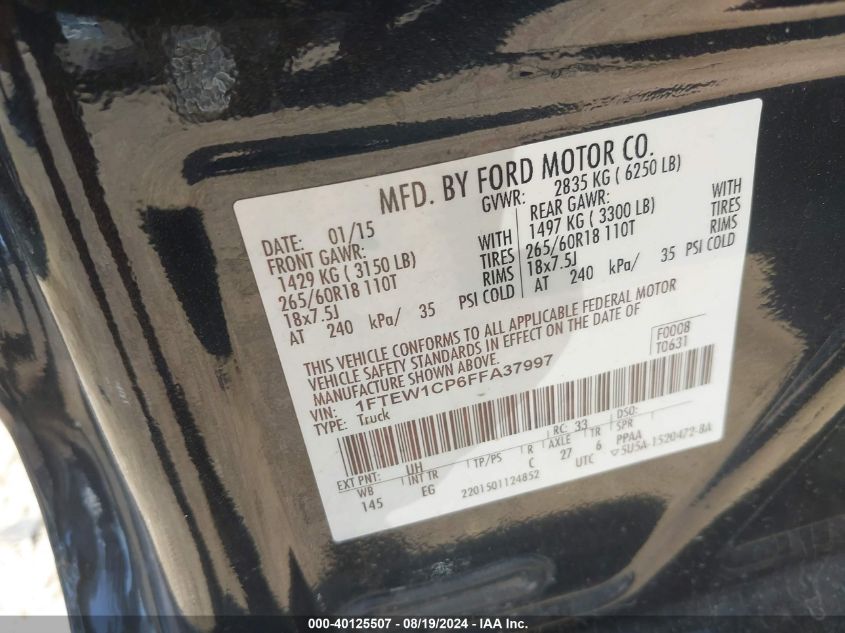 MFD. BY FORD MOTOR CO.
DATE: 01/15
GVWR: 2835 KG ( 6250 LB)
FRONT GAWR:
1429 KG ( 3150 LB) WITH
265/60R18 110T TIRES
18x7.5J RIMS
AT 240 kPa/ 35 PSI COLD
REAR GAWR:
1497 KG ( 3300 LB) WITH
265/60R18 110T TIRES
18x7.5J RIMS
AT 240 kPa/ 35 PSI COLD
THIS VEHICLE CONFORMS TO ALL APPLICABLE FEDERAL MOTOR
VEHICLE SAFETY STANDARDS IN EFFECT ON THE DATE OF
MANUFACTURE SHOWN ABOVE.
F0008
T0631
VIN: 1FTEW1CP6FFA37997
TYPE: Truck
EXT PNT: UH RC: 33 DSO:
WB INT TR TP/PS R AXLE TR SPR
145 EG C 27 6 PPAA
2201501124852 UTC ▽5U5A-1520472-BA
000-40125507 - 08/19/2024 - IAA Inc.